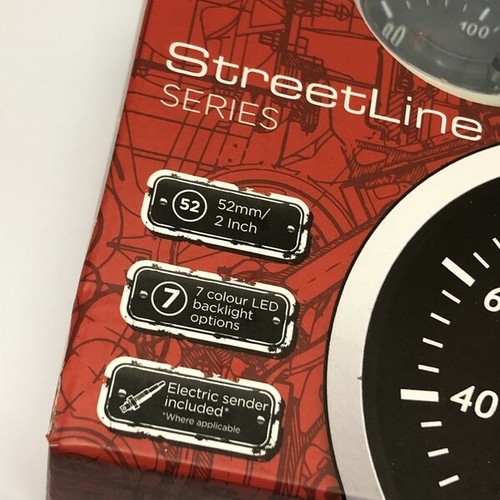 100
StreetLine
SERIES
52
52mm/
2 Inch
7
7 colour LED
backlight
options
Electric sender
included*
*Where applicable
6
40